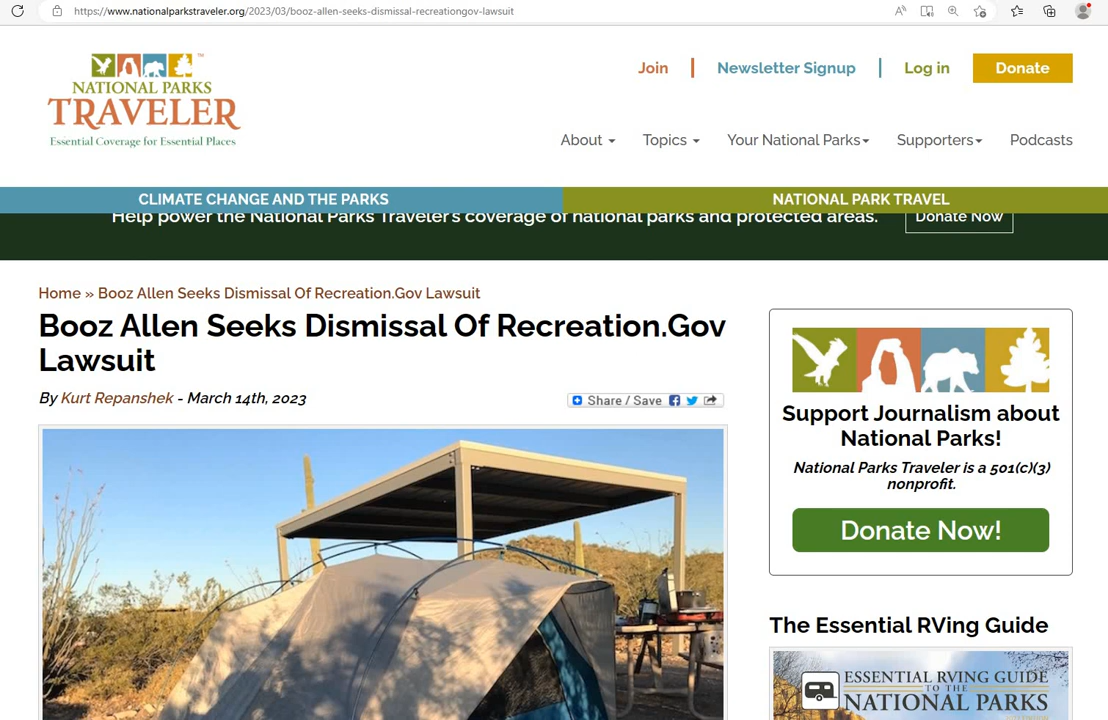 https://www.nationalparkstraveler.org/2023/03/booz-allen-seeks-dismissal-recreationgov-lawsuit
NATIONAL PARKS
TRAVELER
Essential Coverage for Essential Places
Join
Newsletter Signup
Log in
Donate
About
Topics
Your National Parks
Supporters
Podcasts
CLIMATE CHANGE AND THE PARKS
NATIONAL PARK TRAVEL
Help power the National Parks Traveler's coverage of national parks and protected areas.
Donate Now
Home » Booz Allen Seeks Dismissal Of Recreation.Gov Lawsuit
Booz Allen Seeks Dismissal Of Recreation.Gov
Lawsuit
By Kurt Repanshek - March 14th, 2023
Share / Save
Support Journalism about
National Parks!
National Parks Traveler is a 501(c)(3)
nonprofit.
Donate Now!
The Essential RVing Guide
ESSENTIAL RVING GUIDE
TO THE
NATIONAL PARKS